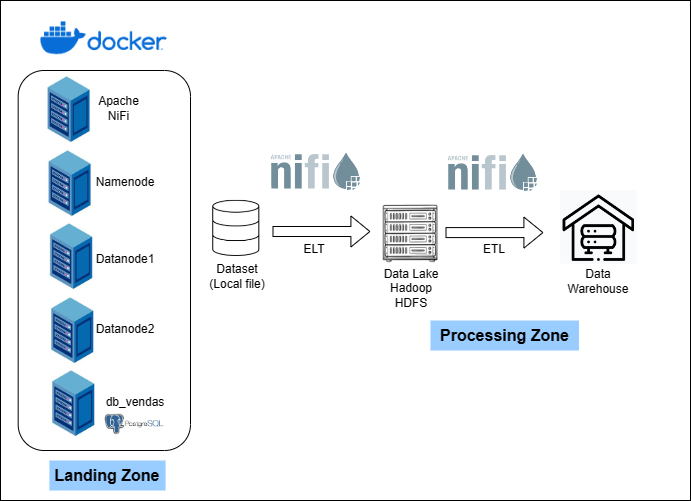 docker
Apache
NiFi
Namenode
Datanode1
Datanode2
db_vendas
PostgreSQL
Landing Zone
APACHE
nifi
ELT
APACHE
nifi
ETL
Dataset
(Local file)
Data Lake
Hadoop
HDFS
Data
Warehouse
Processing Zone